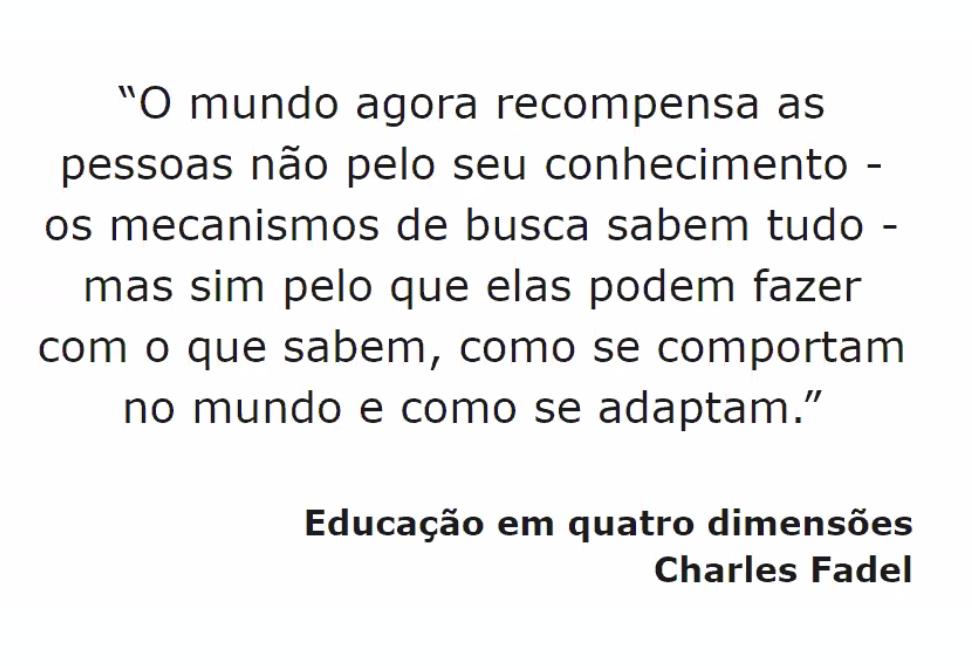 “O mundo agora recompensa as
pessoas não pelo seu conhecimento -
os mecanismos de busca sabem tudo -
mas sim pelo que elas podem fazer
com o que sabem, como se comportam
no mundo e como se adaptam.”
Educação em quatro dimensões
Charles Fadel